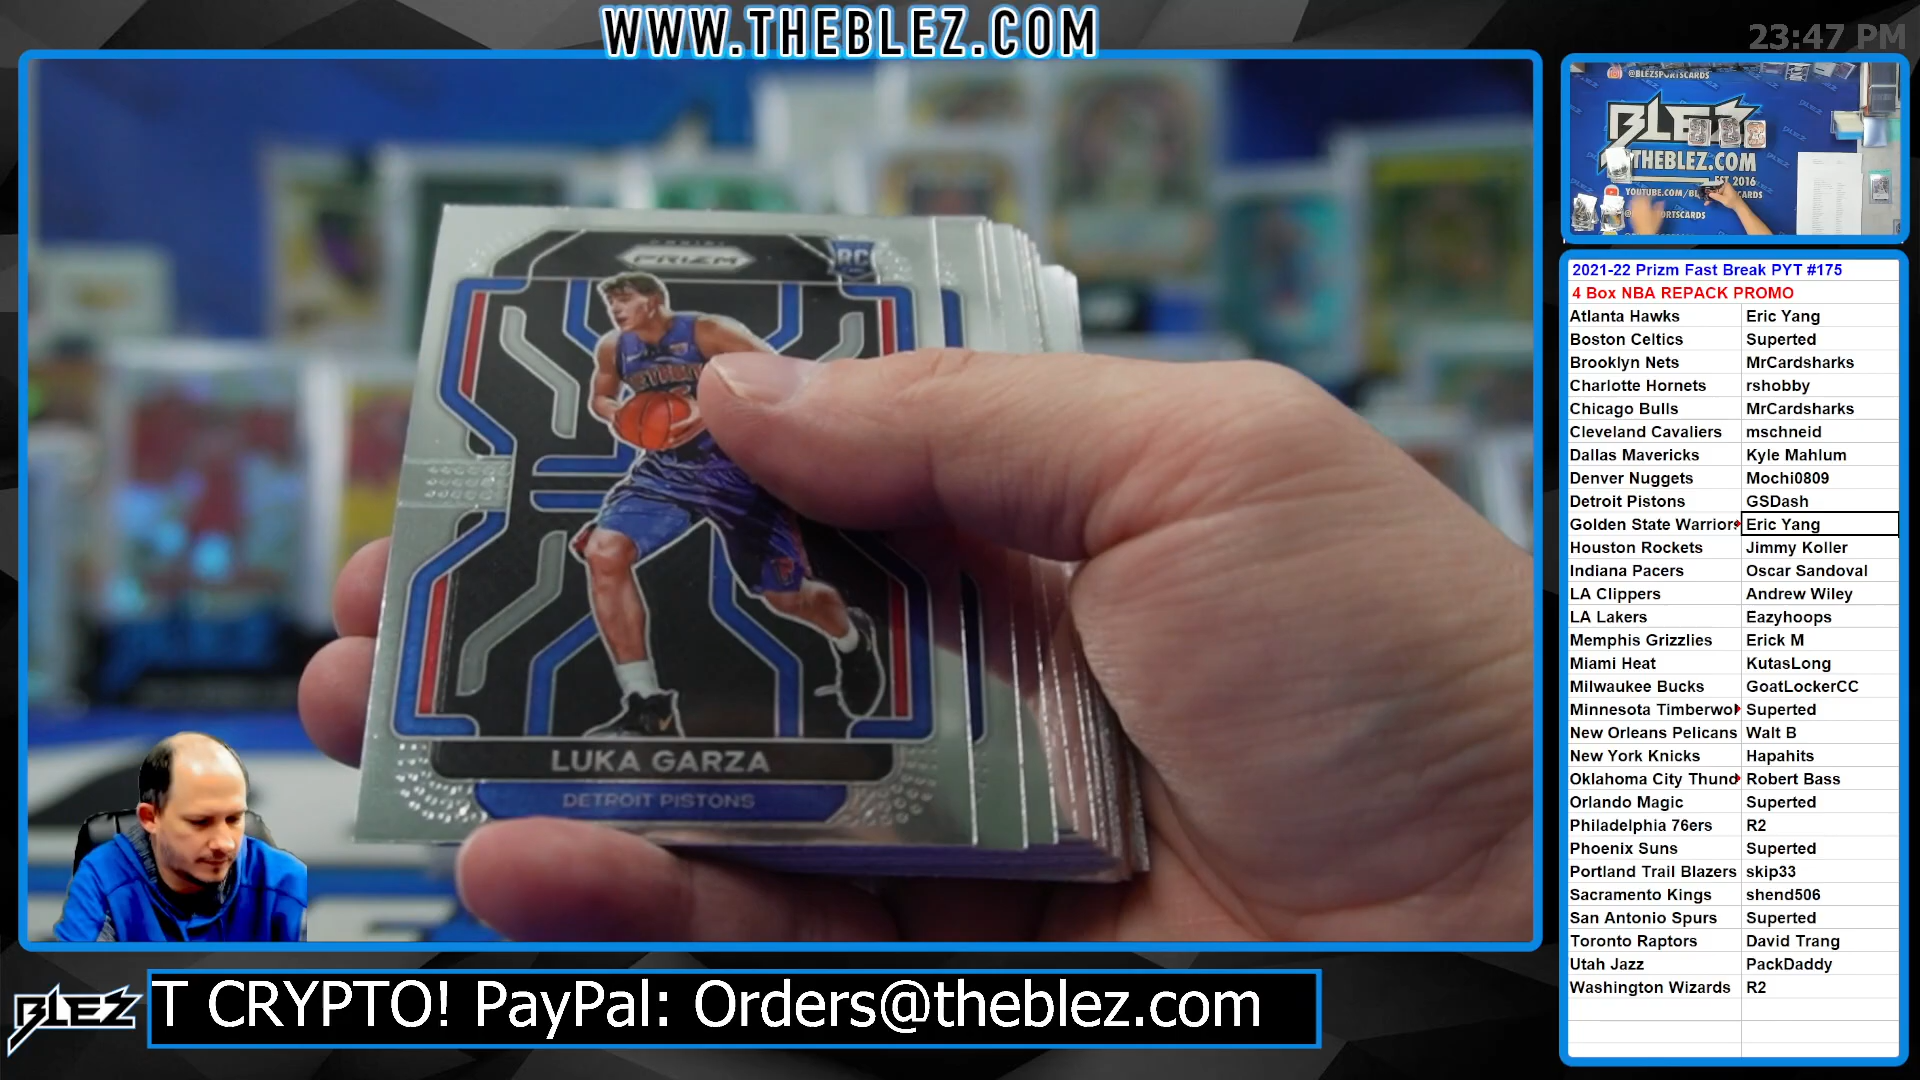 WWW.THEBLEZ.COM
23:47 PM
PRIZM
RC
LUKA GARZA
DETROIT PISTONS
@BLEZSPORTSCARDS
BLEZ
THEBLEZ.COM
EST 2016
2021-22 Prizm Fast Break PYT #175
4 Box NBA REPACK PROMO
Atlanta Hawks Eric Yang
Boston Celtics Superted
Brooklyn Nets MrCardsharks
Charlotte Hornets rshobby
Chicago Bulls MrCardsharks
Cleveland Cavaliers mschneid
Dallas Mavericks Kyle Mahlum
Denver Nuggets Mochi0809
Detroit Pistons GSDash
Golden State Warriors Eric Yang
Houston Rockets Jimmy Koller
Indiana Pacers Oscar Sandoval
LA Clippers Andrew Wiley
LA Lakers Eazyhoops
Memphis Grizzlies Erick M
Miami Heat KutasLong
Milwaukee Bucks GoatLockerCC
Minnesota Timberwol Superted
New Orleans Pelicans Walt B
New York Knicks Hapahits
Oklahoma City Thund Robert Bass
Orlando Magic Superted
Philadelphia 76ers R2
Phoenix Suns Superted
Portland Trail Blazers skip33
Sacramento Kings shend506
San Antonio Spurs Superted
Toronto Raptors David Trang
Utah Jazz PackDaddy
Washington Wizards R2
BLEZ
T CRYPTO! PayPal: Orders@theblez.com